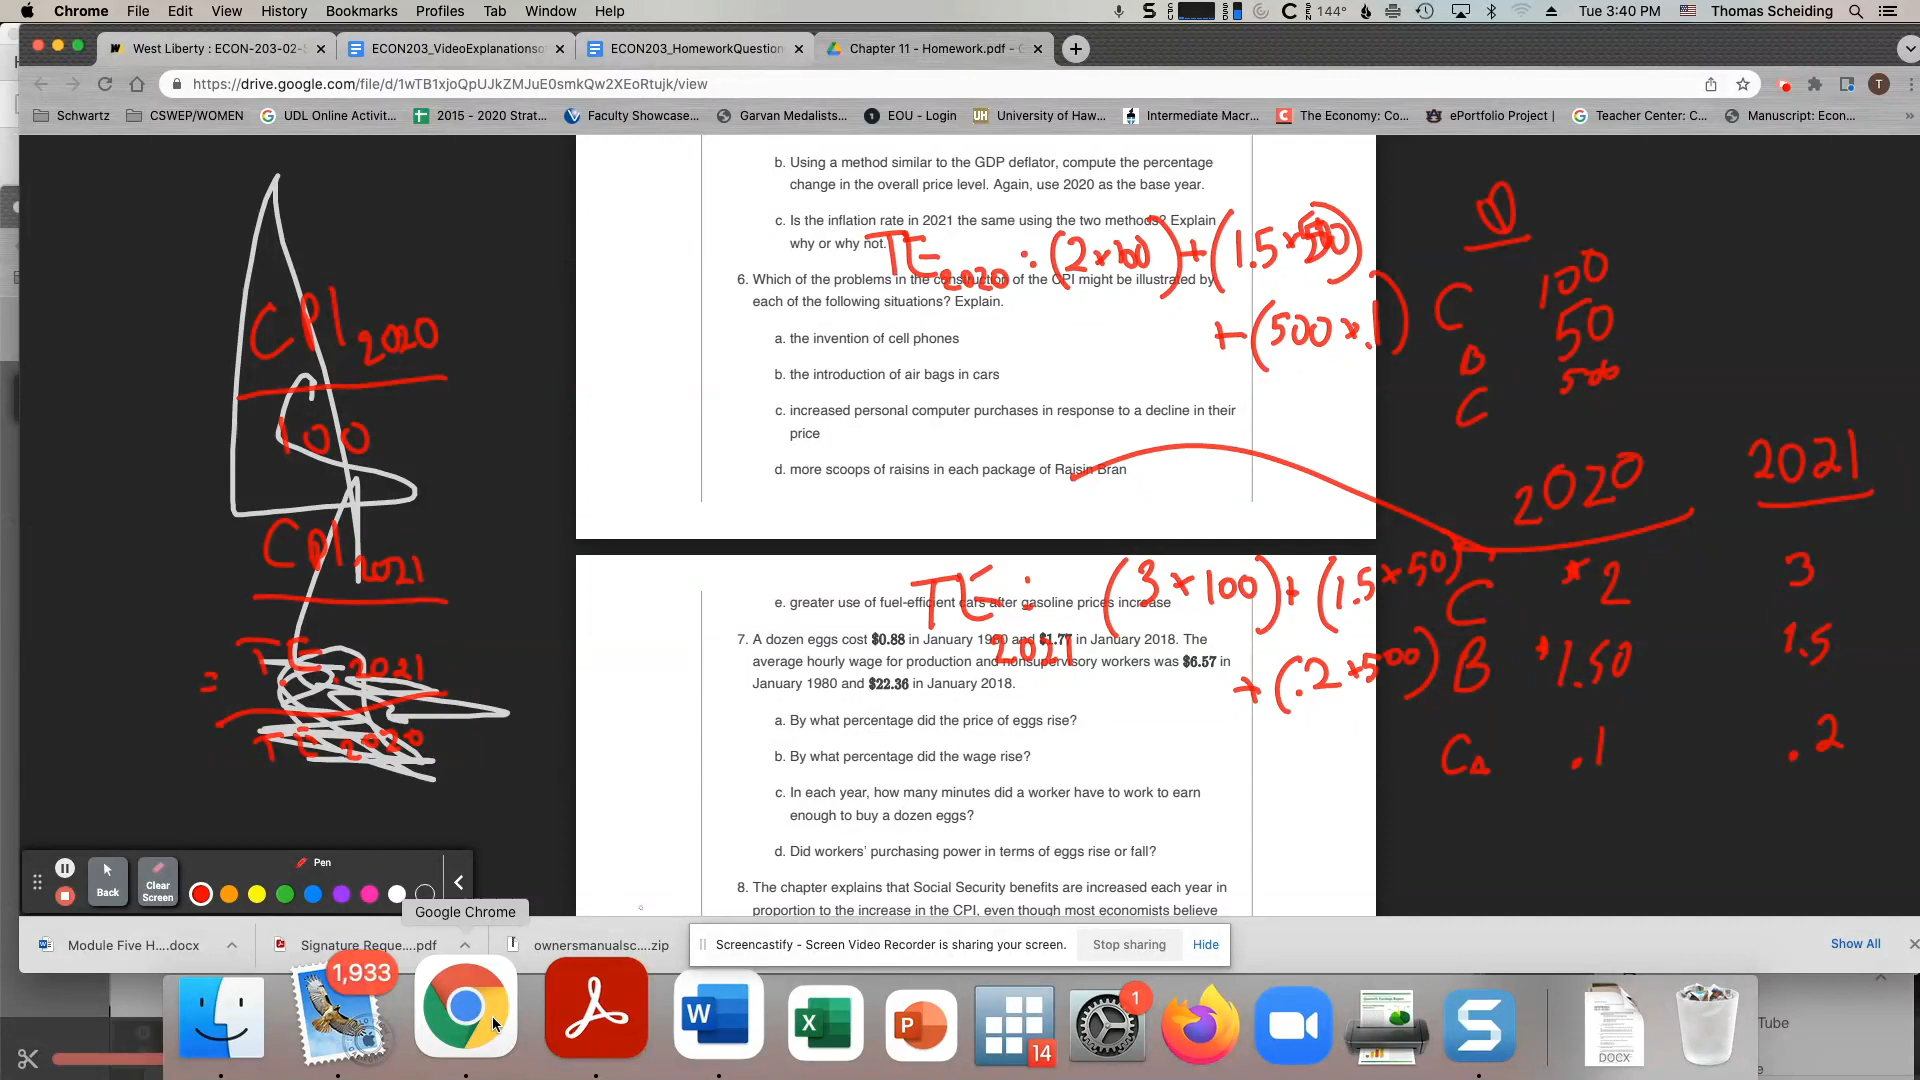 Chrome File Edit View History Bookmarks Profiles Tab Window Help
144° Tue 3:40 PM Thomas Scheiding
West Liberty : ECON-203-02-S
ECON203_VideoExplanationsof
ECON203_HomeworkQuestion
Chapter 11 - Homework.pdf - G
https://drive.google.com/file/d/1wTB1xjoQpUJkZMJuE0smkQw2XEoRtujk/view
T
Schwartz CSWEP/WOMEN UDL Online Activit... 2015 - 2020 Strat... Faculty Showcase... Garvan Medalists... EOU - Login University of Haw... Intermediate Macr... The Economy: Co... ePortfolio Project | Teacher Center: C... Manuscript: Econ...
b. Using a method similar to the GDP deflator, compute the percentage
change in the overall price level. Again, use 2020 as the base year.
c. Is the inflation rate in 2021 the same using the two methods? Explain
why or why not.
TE2020 : (2×100) + (1.5×50)
+ (500×.1)
6. Which of the problems in the construction of the CPI might be illustrated by
each of the following situations? Explain.
a. the invention of cell phones
b. the introduction of air bags in cars
c. increased personal computer purchases in response to a decline in their
price
d. more scoops of raisins in each package of Raisin Bran
C 100
B 50
C 500
2020 2021
C 2 3
B 1.50 1.5
CA .1 .2
CPI2020
100
CPI2021
= TE 2021
TE 2020
TE 2021 : (3×100) + (1.5×50)
+ (.2×500)
e. greater use of fuel-efficient cars after gasoline prices increase
7. A dozen eggs cost $0.88 in January 1980 and $1.77 in January 2018. The
average hourly wage for production and nonsupervisory workers was $6.57 in
January 1980 and $22.36 in January 2018.
a. By what percentage did the price of eggs rise?
b. By what percentage did the wage rise?
c. In each year, how many minutes did a worker have to work to earn
enough to buy a dozen eggs?
d. Did workers' purchasing power in terms of eggs rise or fall?
8. The chapter explains that Social Security benefits are increased each year in
proportion to the increase in the CPI, even though most economists believe
Pen
Back
Clear
Screen
Google Chrome
Module Five H....docx
Signature Reque....pdf
ownersmanualsc....zip
Screencastify - Screen Video Recorder is sharing your screen.
Stop sharing
Hide
Show All
1,933
W
X
P
14
1
S
DOCX
Tube